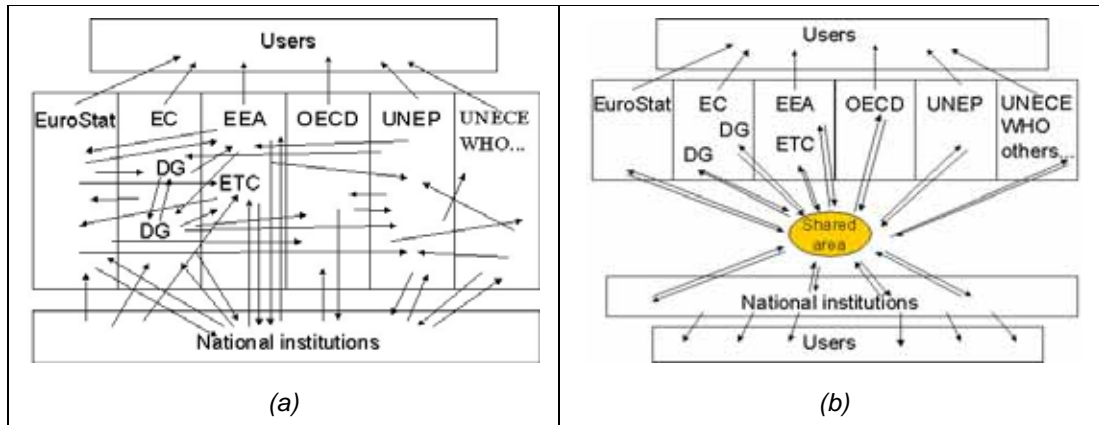 Users
EuroStat EC EEA OECD UNEP UNECE
WHO...
DG
ETC
DG
National institutions
(a)
Users
EuroStat EC EEA OECD UNEP UNECE
WHO
others...
DG
DG
ETC
Shared
area
National institutions
Users
(b)